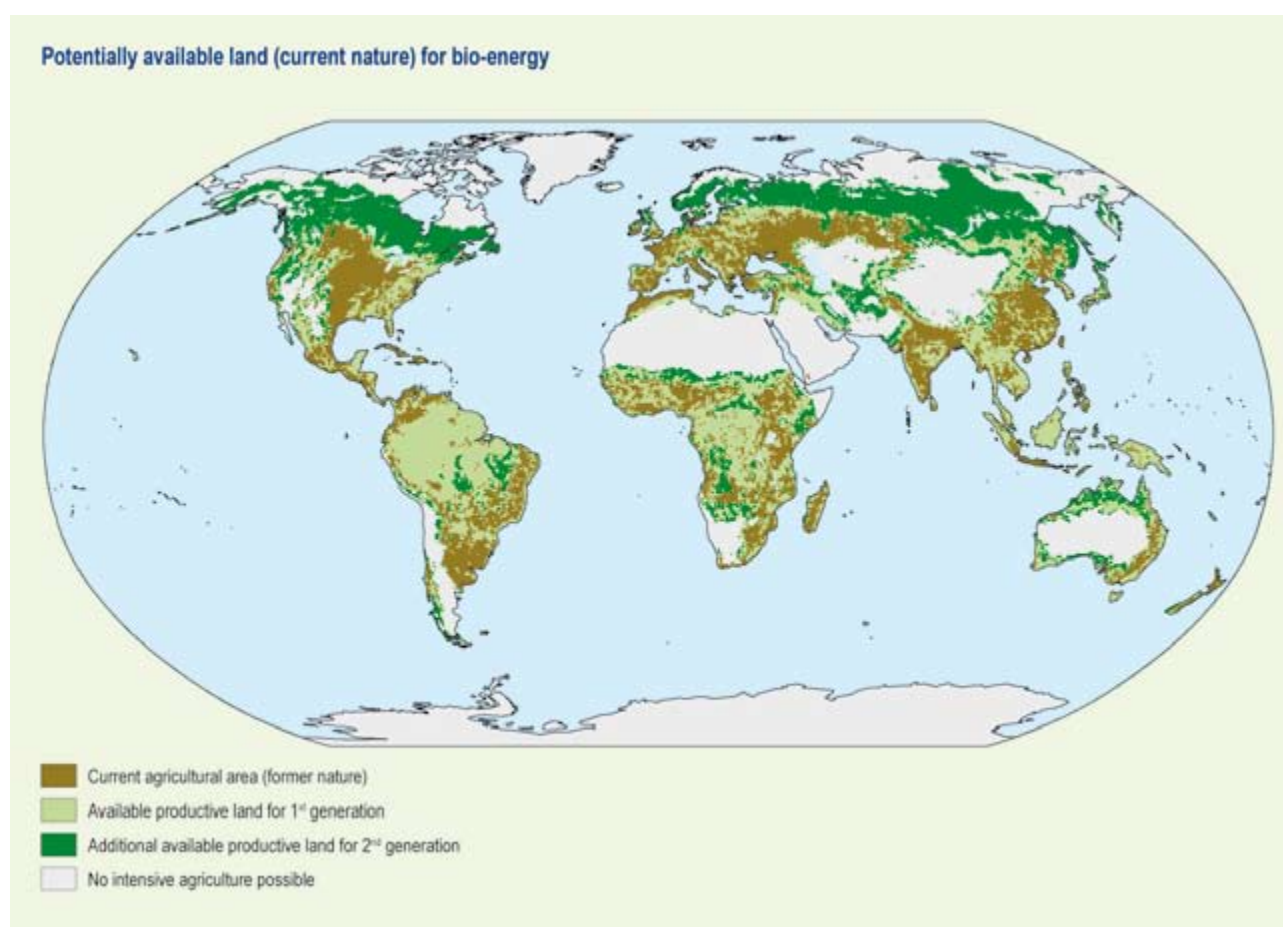 Potentially available land (current nature) for bio-energy
Current agricultural area (former nature)
Available productive land for 1st generation
Additional available productive land for 2nd generation
No intensive agriculture possible